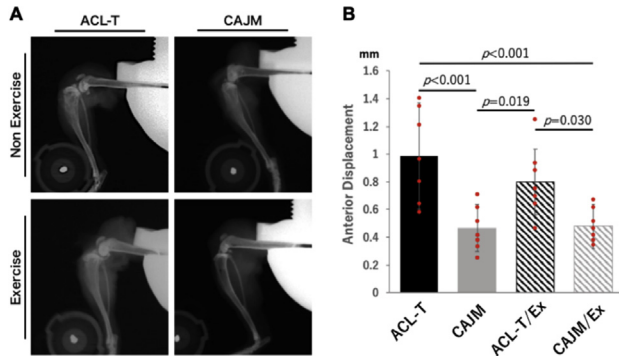 A
ACL-T
CAJM
Non Exercise
Exercise
B
mm
p<0.001
p<0.001
p=0.019
p=0.030
Anterior Displacement
1.6
1.4
1.2
1
0.8
0.6
0.4
0.2
0
ACL-T
CAJM
ACL-T/Ex
CAJM/Ex